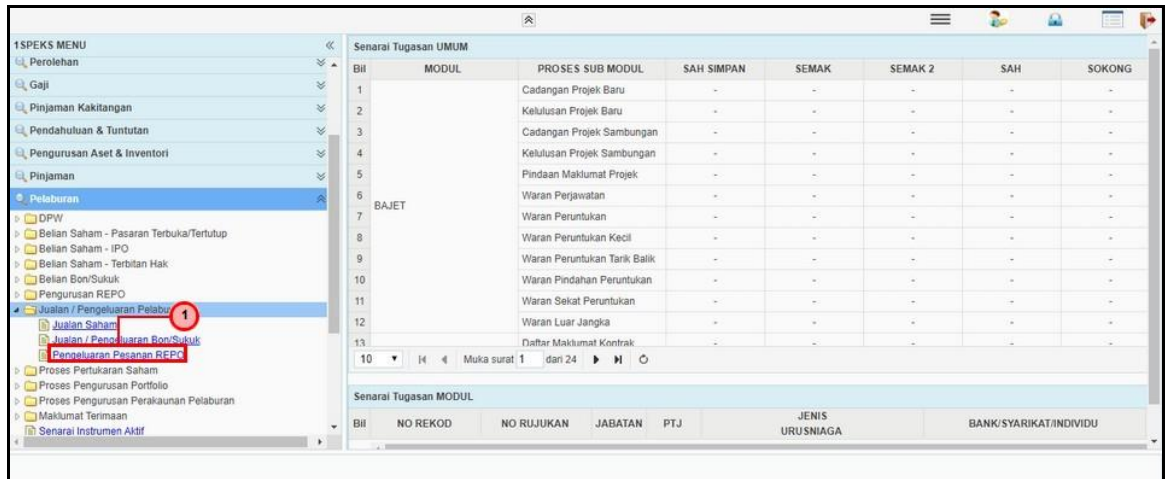 1SPEKS MENU
Perolehan
Gaji
Pinjaman Kakitangan
Pendahuluan & Tuntutan
Pengurusan Aset & Inventori
Pinjaman
Pelaburan
DPW
Belian Saham - Pasaran Terbuka/Tertutup
Belian Saham - IPO
Belian Saham - Terbitan Hak
Belian Bon/Sukuk
Pengurusan REPO
Jualan / Pengeluaran
1
Jualan Saham
Jualan / Pengeluaran Bon/Sukuk
Pengeluaran Pesanan REPO
Proses Pertukaran Saham
Proses Pengurusan Portfolio
Proses Pengurusan Perakaunan Pelaburan
Maklumat Terimaan
Senarai Instrumen Aktif
Senarai Tugasan UMUM
Bil MODUL PROSES SUB MODUL SAH SIMPAN SEMAK SEMAK 2 SAH SOKONG
BAJET
1 Cadangan Projek Baru - - - - -
2 Kelulusan Projek Baru - - - - -
3 Cadangan Projek Sambungan - - - - -
4 Kelulusan Projek Sambungan - - - - -
5 Pindaan Maklumat Projek - - - - -
6 Waran Perjawatan - - - - -
7 Waran Peruntukan - - - - -
8 Waran Peruntukan Kecil - - - - -
9 Waran Peruntukan Tarik Balik - - - - -
10 Waran Pindahan Peruntukan - - - - -
11 Waran Sekat Peruntukan - - - - -
12 Waran Luar Jangka - - - - -
13 Daftar Maklumat Kontrak - - - - -
10 Muka surat 1 dari 24
Senarai Tugasan MODUL
Bil NO REKOD NO RUJUKAN JABATAN PTJ JENIS URUSNIAGA BANK/SYARIKAT/INDIVIDU